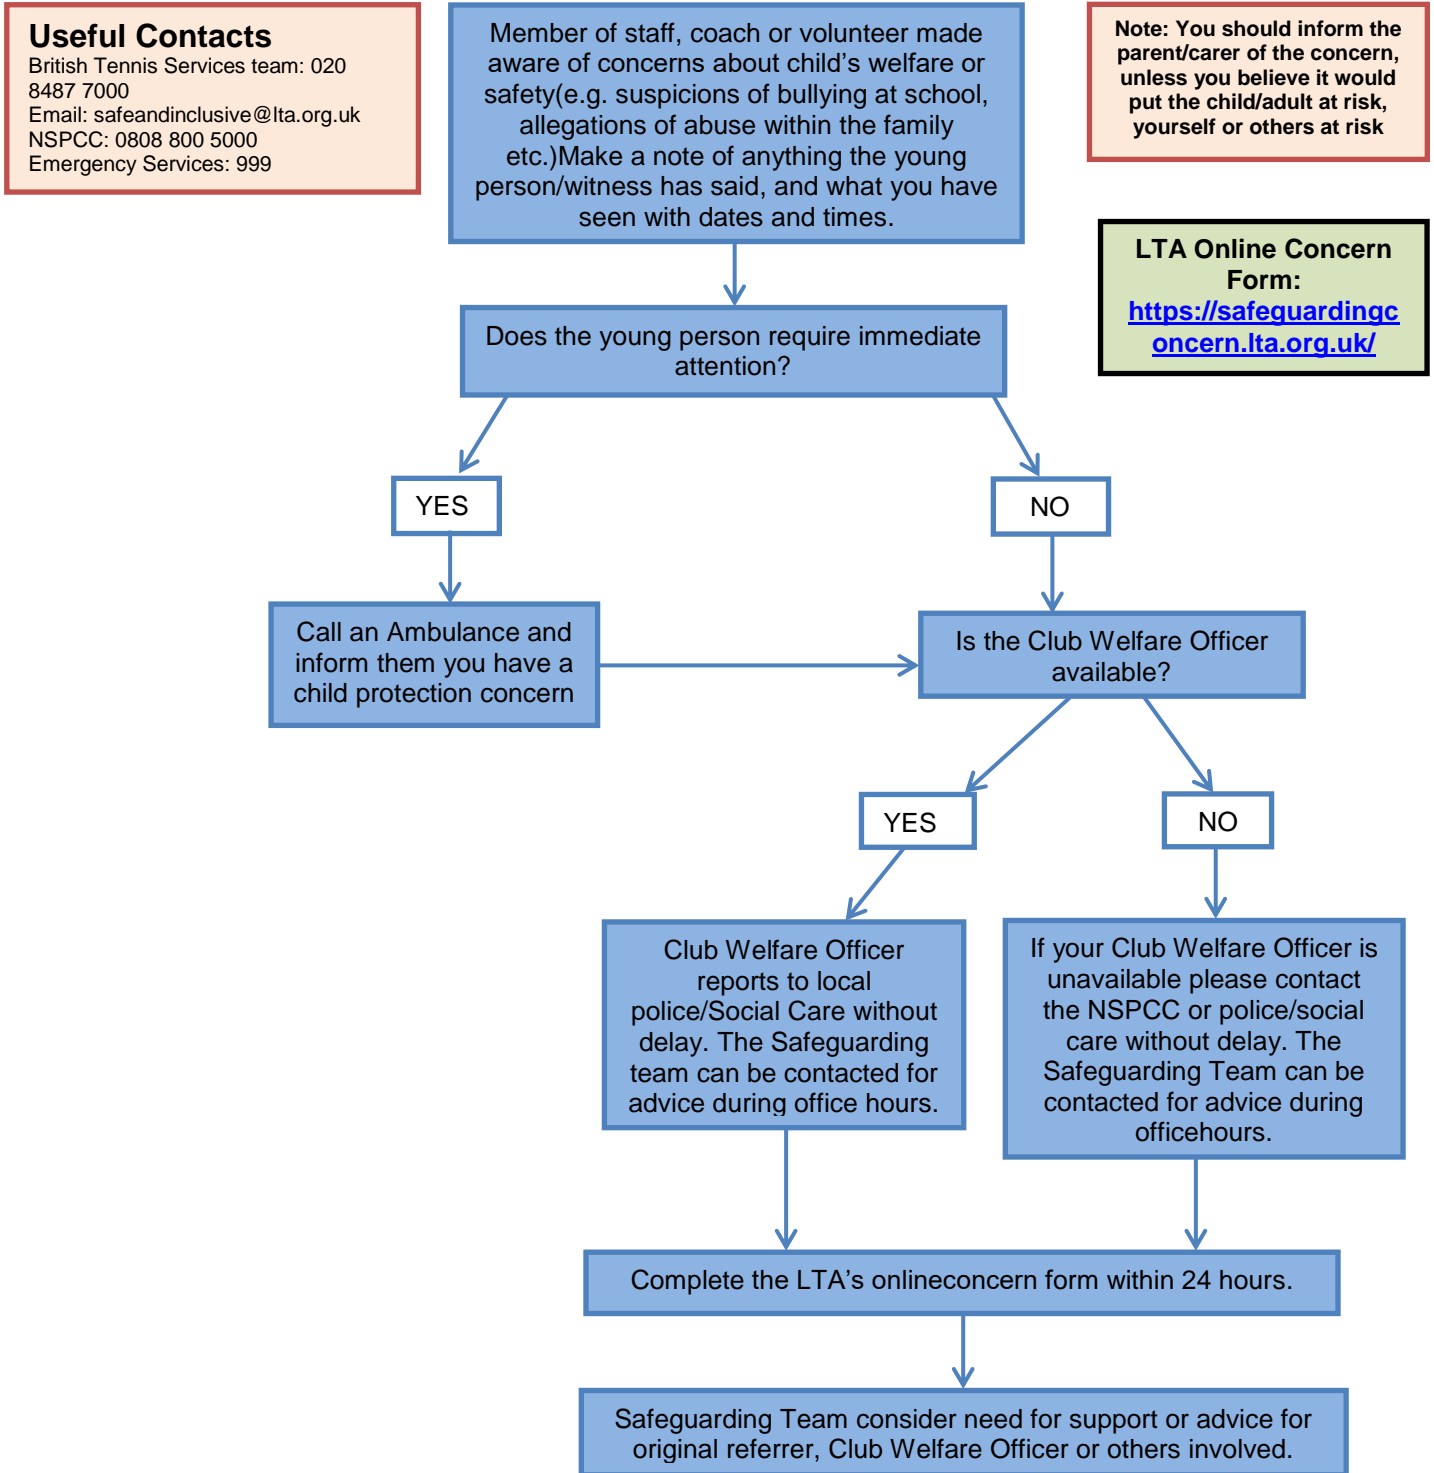 Useful Contacts
British Tennis Services team: 020
8487 7000
Email: safeandinclusive@lta.org.uk
NSPCC: 0808 800 5000
Emergency Services: 999
Member of staff, coach or volunteer made
aware of concerns about child's welfare or
safety(e.g. suspicions of bullying at school,
allegations of abuse within the family
etc.)Make a note of anything the young
person/witness has said, and what you have
seen with dates and times.
Note: You should inform the
parent/carer of the concern,
unless you believe it would
put the child/adult at risk,
yourself or others at risk
LTA Online Concern
Form:
https://safeguardingc
oncern.lta.org.uk/
Does the young person require immediate
attention?
YES
NO
Call an Ambulance and
inform them you have a
child protection concern
Is the Club Welfare Officer
available?
YES
NO
Club Welfare Officer
reports to local
police/Social Care without
delay. The Safeguarding
team can be contacted for
advice during office hours.
If your Club Welfare Officer is
unavailable please contact
the NSPCC or police/social
care without delay. The
Safeguarding Team can be
contacted for advice during
officehours.
Complete the LTA's onlineconcern form within 24 hours.
Safeguarding Team consider need for support or advice for
original referrer, Club Welfare Officer or others involved.